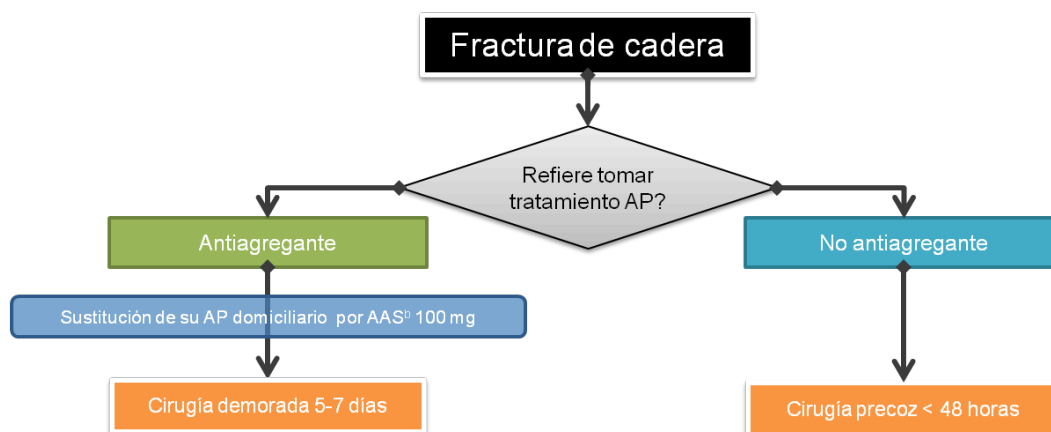 Fractura de cadera
Refiere tomar
tratamiento AP?
Antiagregante
No antiagregante
Sustitución de su AP domiciliario por AASᵇ 100 mg
Cirugía demorada 5-7 días
Cirugía precoz < 48 horas